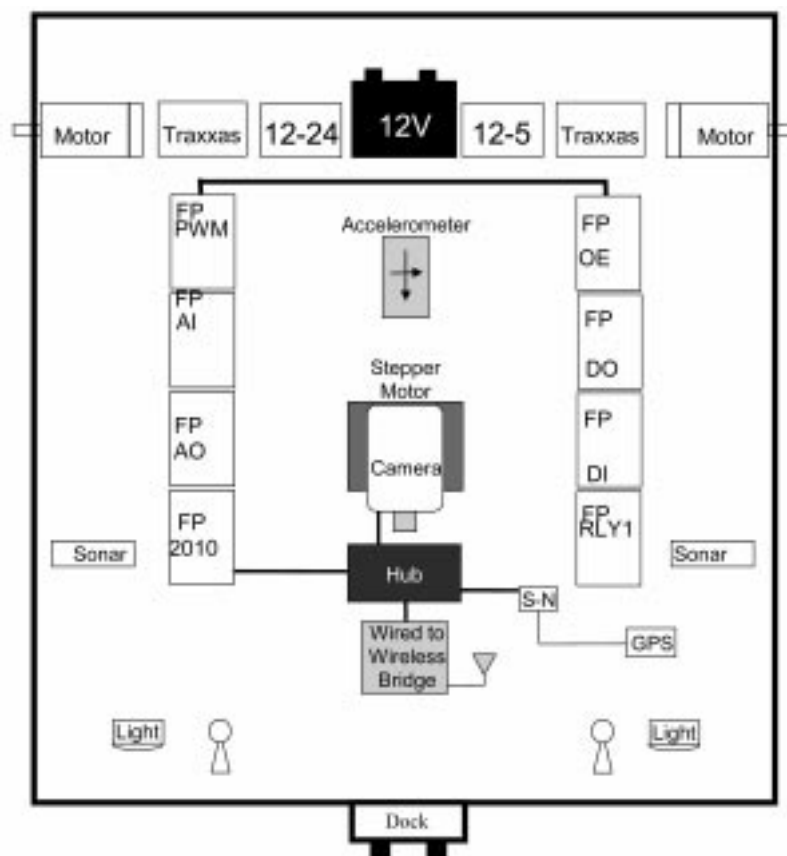 Motor
Traxxas
12-24
12V
12-5
Traxxas
Motor
FP
PWM
Accelerometer
FP
OE
FP
AI
FP
DO
Stepper
Motor
FP
AO
Camera
FP
DI
FP
2010
FP
RLY1
Sonar
Hub
Sonar
S-N
Wired to
Wireless
Bridge
GPS
Light
Light
Dock